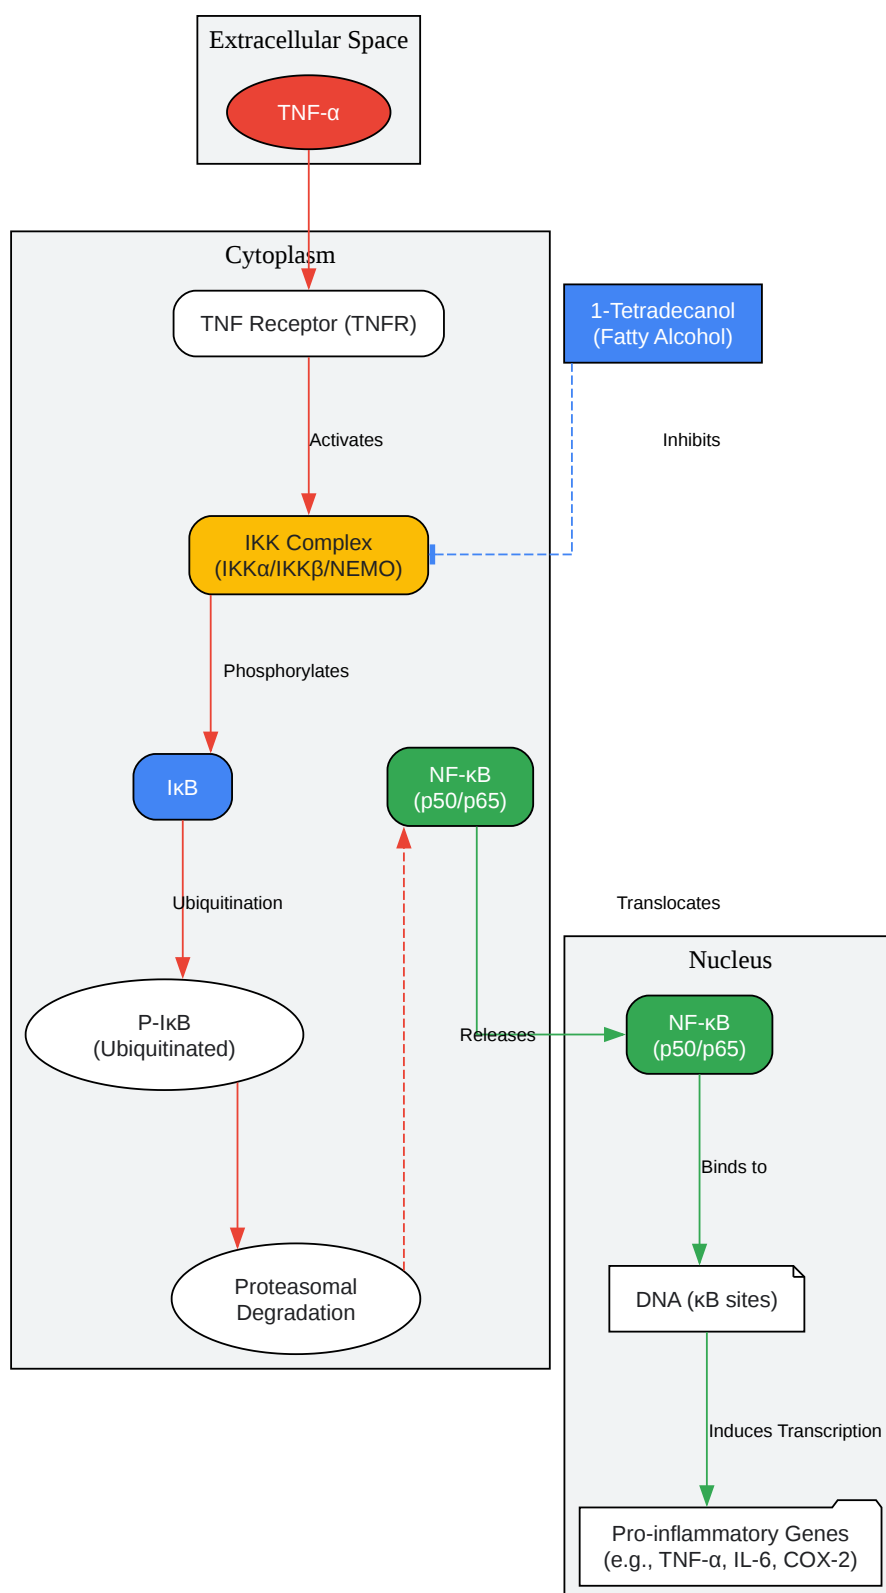 Extracellular Space
TNF-α
Cytoplasm
TNF Receptor (TNFR)
1-Tetradecanol
(Fatty Alcohol)
Activates
Inhibits
IKK Complex
(IKKα/IKKβ/NEMO)
Phosphorylates
IκB
NF-κB
(p50/p65)
Ubiquitination
Translocates
Nucleus
P-IκB
(Ubiquitinated)
Releases
NF-κB
(p50/p65)
Binds to
Proteasomal
Degradation
DNA (κB sites)
Induces Transcription
Pro-inflammatory Genes
(e.g., TNF-α, IL-6, COX-2)